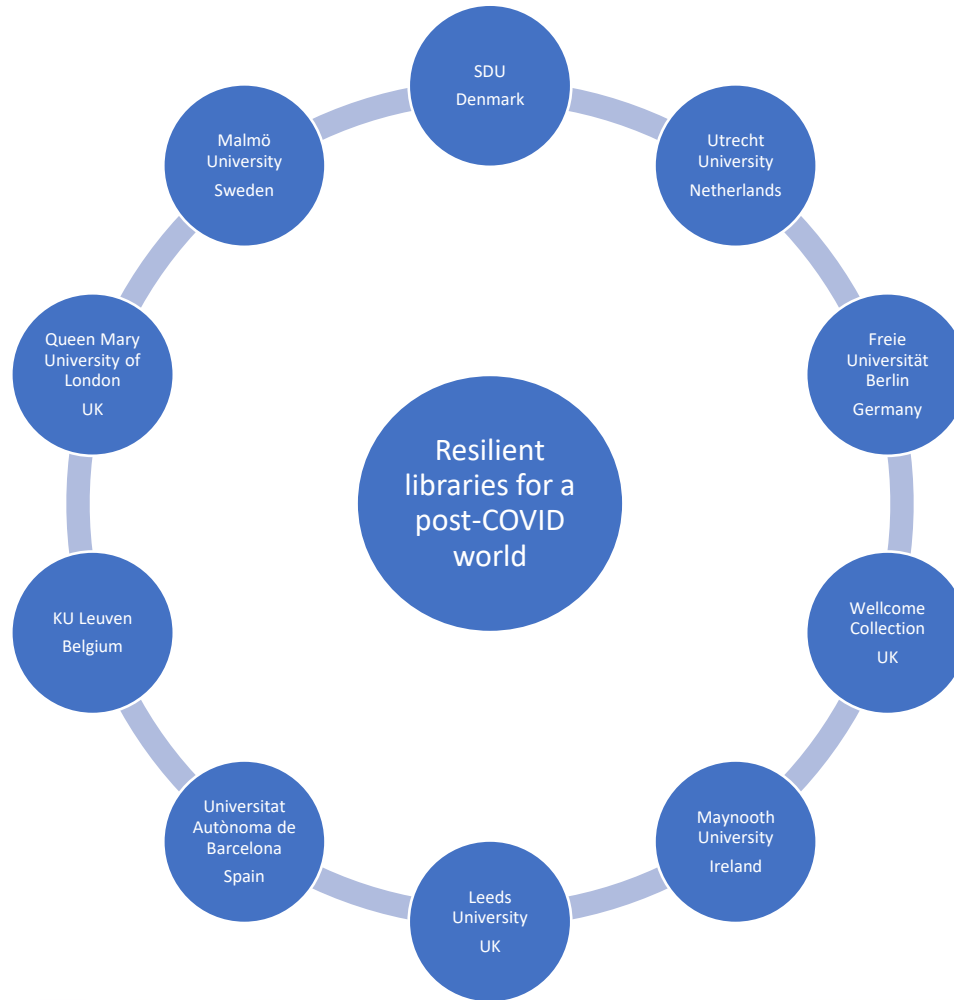 SDU
Denmark
Utrecht
University
Netherlands
Freie
Universität
Berlin
Germany
Wellcome
Collection
UK
Maynooth
University
Ireland
Leeds
University
UK
Universitat
Autònoma de
Barcelona
Spain
KU Leuven
Belgium
Queen Mary
University of
London
UK
Malmö
University
Sweden
Resilient
libraries for a
post-COVID
world